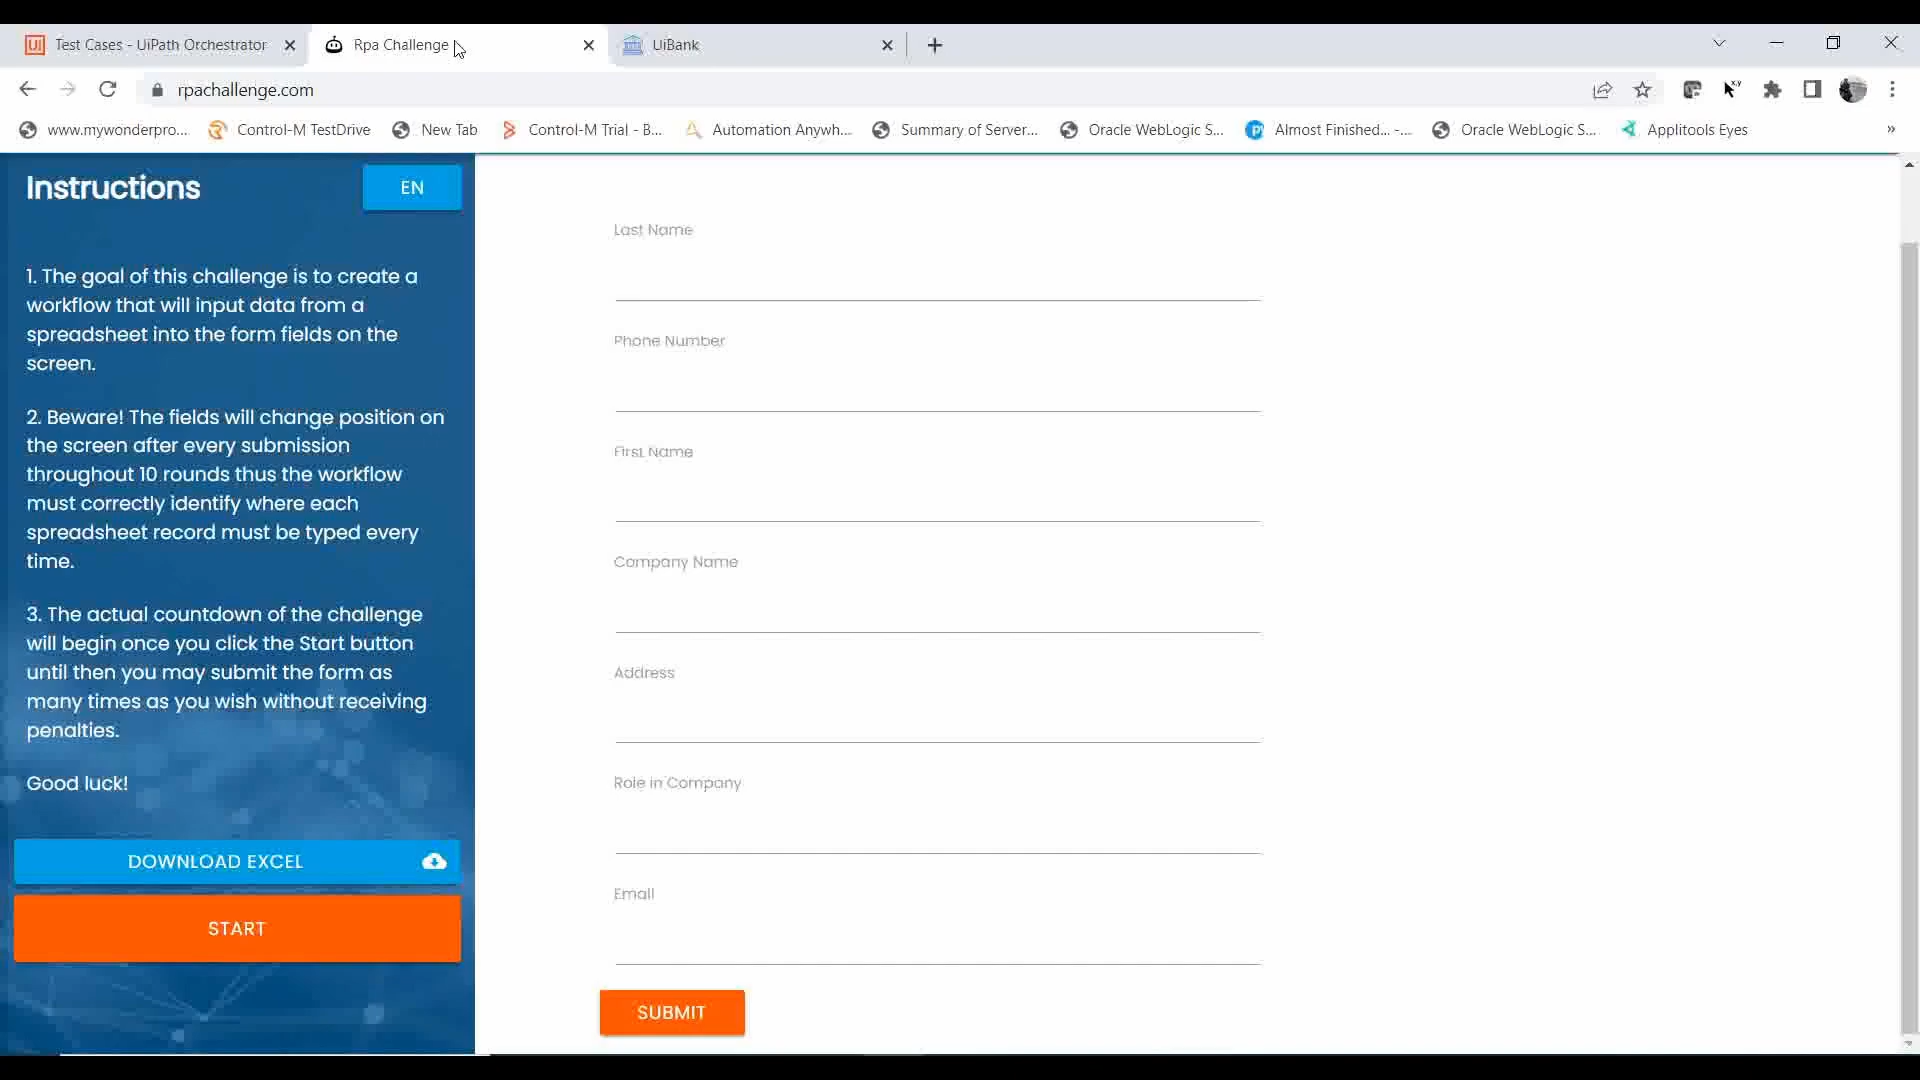 Test Cases - UiPath Orchestrator
Rpa Challenge
UiBank
rpachallenge.com
www.mywonderpro...
Control-M TestDrive
New Tab
Control-M Trial - B...
Automation Anywh...
Summary of Server...
Oracle WebLogic S...
Almost Finished... -...
Oracle WebLogic S...
Applitools Eyes
»
Instructions
EN
1. The goal of this challenge is to create a
workflow that will input data from a
spreadsheet into the form fields on the
screen.
2. Beware! The fields will change position on
the screen after every submission
throughout 10 rounds thus the workflow
must correctly identify where each
spreadsheet record must be typed every
time.
3. The actual countdown of the challenge
will begin once you click the Start button
until then you may submit the form as
many times as you wish without receiving
penalties.
Good luck!
DOWNLOAD EXCEL
START
Last Name
Phone Number
First Name
Company Name
Address
Role in Company
Email
SUBMIT